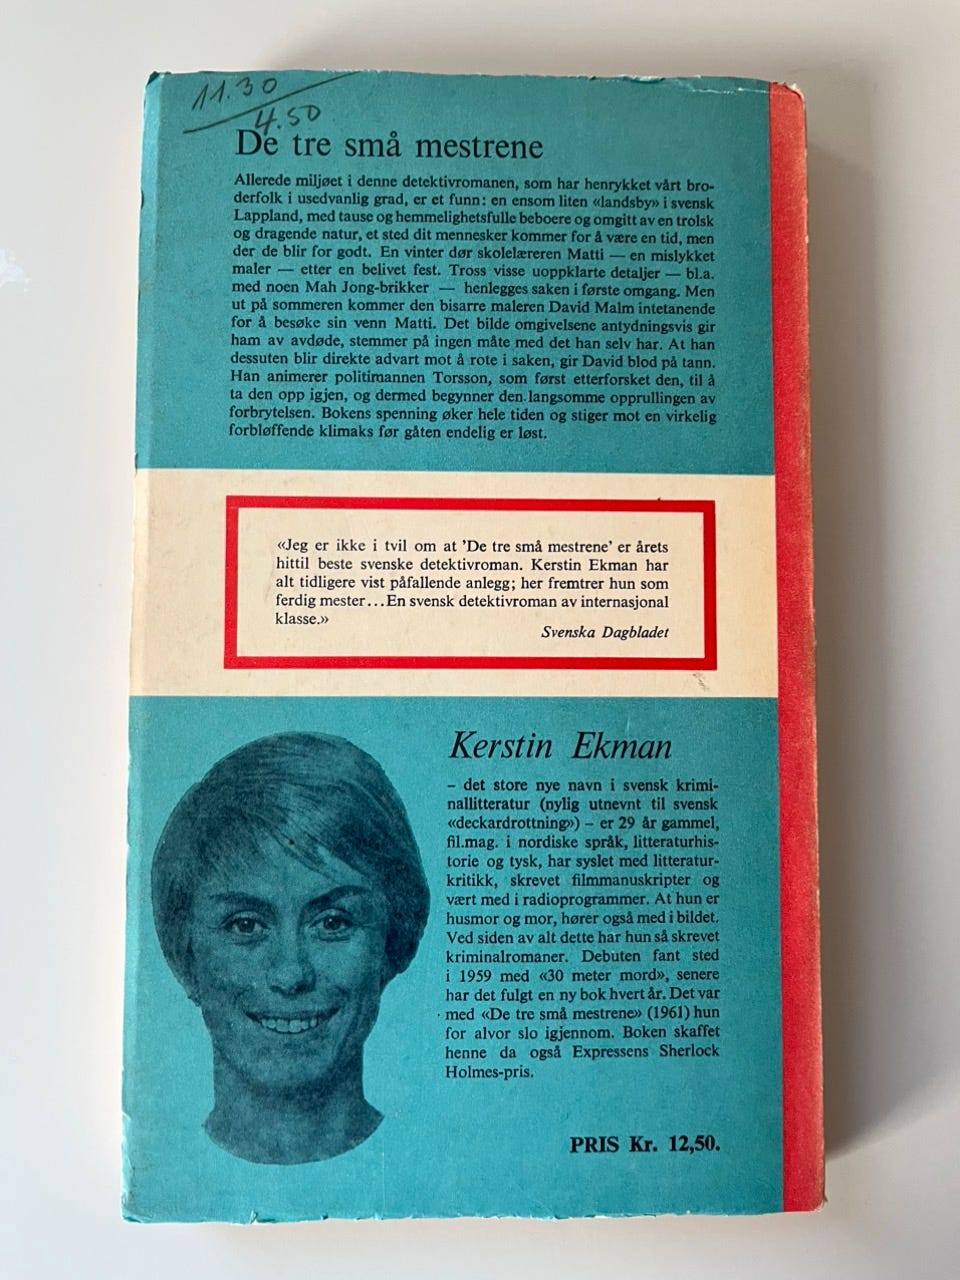 11.30
4.50
De tre små mestrene
Allerede miljøet i denne detektivromanen, som har henrykket vårt bro-
derfolk i usedvanlig grad, er et funn: en ensom liten «landsby» i svensk
Lappland, med tause og hemmelighetsfulle beboere og omgitt av en trolsk
og dragende natur, et sted dit mennesker kommer for å være en tid, men
der de blir for godt. En vinter dør skolelæreren Matti — en mislykket
maler — etter en belivet fest. Tross visse uoppklarte detaljer — bl.a.
med noen Mah Jong-brikker — henlegges saken i første omgang. Men
ut på sommeren kommer den bisarre maleren David Malm intetanende
for å besøke sin venn Matti. Det bilde omgivelsene antydningsvis gir
ham av avdøde, stemmer på ingen måte med det han selv har. At han
dessuten blir direkte advart mot å rote i saken, gir David blod på tann.
Han animerer politimannen Torsson, som først etterforsket den, til å
ta den opp igjen, og dermed begynner den langsomme opprullingen av
forbrytelsen. Bokens spenning øker hele tiden og stiger mot en virkelig
forbløffende klimaks før gåten endelig er løst.
«Jeg er ikke i tvil om at 'De tre små mestrene' er årets
hittil beste svenske detektivroman. Kerstin Ekman har
alt tidligere vist påfallende anlegg; her fremtrer hun som
ferdig mester...En svensk detektivroman av internasjonal
klasse.»
Svenska Dagbladet
Kerstin Ekman
– det store nye navn i svensk krimi-
nallitteratur (nylig utnevnt til svensk
«deckardrottning») – er 29 år gammel,
fil.mag. i nordiske språk, litteraturhis-
torie og tysk, har syslet med litteratur-
kritikk, skrevet filmmanuskripter og
vært med i radioprogrammer. At hun er
husmor og mor, hører også med i bildet.
Ved siden av alt dette har hun så skrevet
kriminalromaner. Debuten fant sted
i 1959 med «30 meter mord», senere
har det fulgt en ny bok hvert år. Det var
med «De tre små mestrene» (1961) hun
for alvor slo igjennom. Boken skaffet
henne da også Expressens Sherlock
Holmes-pris.
PRIS Kr. 12,50.